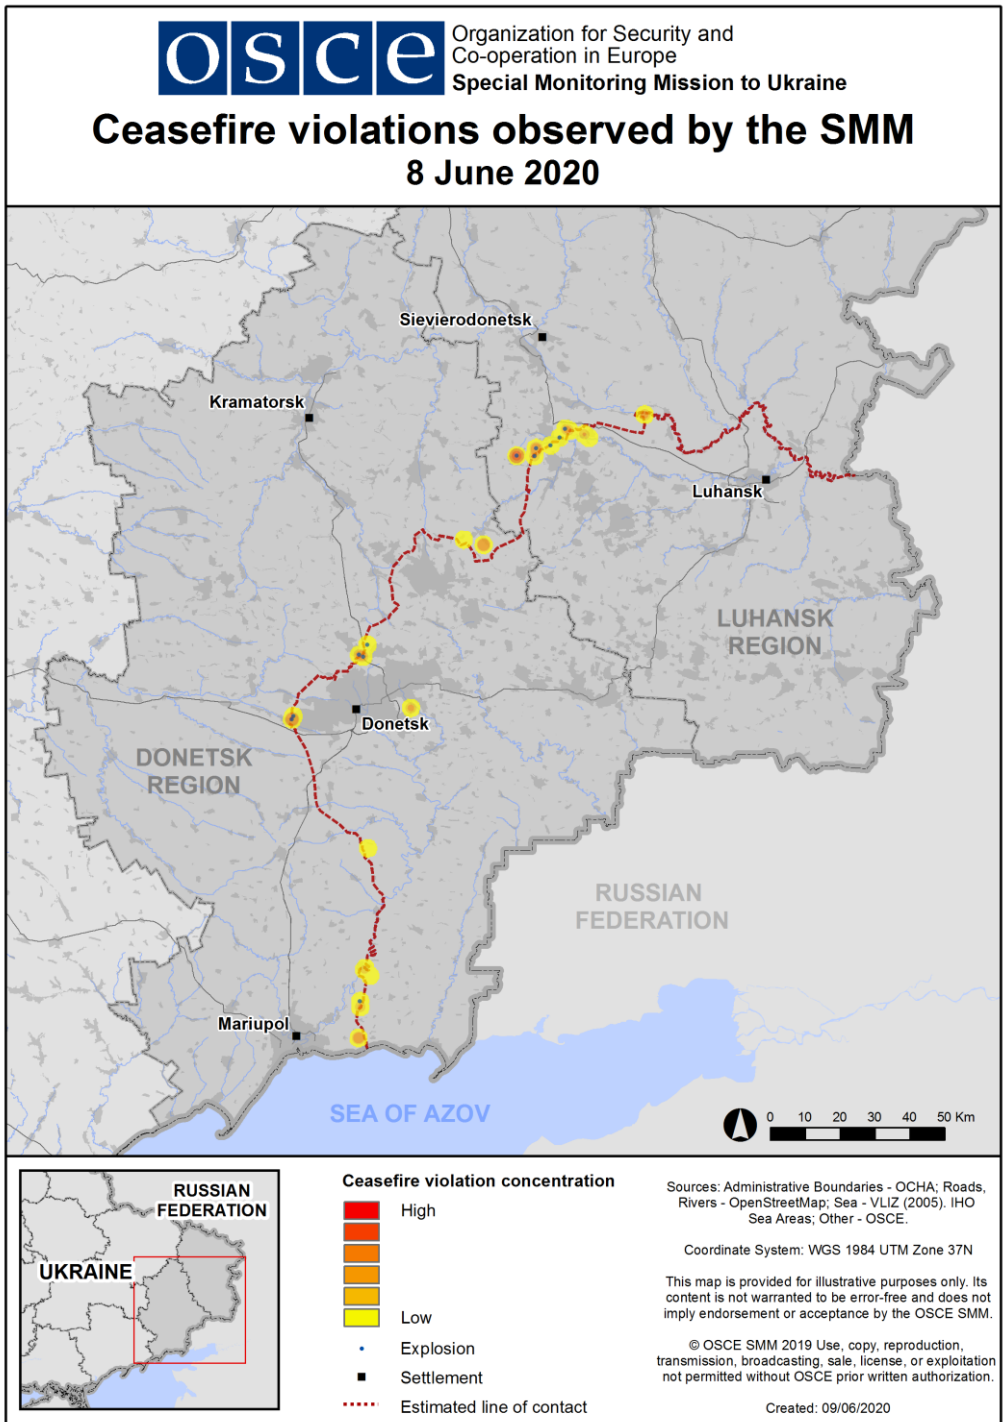 OSCE
Organization for Security and
Co-operation in Europe
Special Monitoring Mission to Ukraine
Ceasefire violations observed by the SMM
8 June 2020
Sievierodonetsk
Kramatorsk
Luhansk
LUHANSK
REGION
Donetsk
DONETSK
REGION
RUSSIAN
FEDERATION
Mariupol
SEA OF AZOV
0 10 20 30 40 50 Km
RUSSIAN
FEDERATION
UKRAINE
Ceasefire violation concentration
High
Low
Explosion
Settlement
Estimated line of contact
Sources: Administrative Boundaries - OCHA; Roads,
Rivers - OpenStreetMap; Sea - VLIZ (2005). IHO
Sea Areas; Other - OSCE.
Coordinate System: WGS 1984 UTM Zone 37N
This map is provided for illustrative purposes only. Its
content is not warranted to be error-free and does not
imply endorsement or acceptance by the OSCE SMM.
© OSCE SMM 2019 Use, copy, reproduction,
transmission, broadcasting, sale, license, or exploitation
not permitted without OSCE prior written authorization.
Created: 09/06/2020